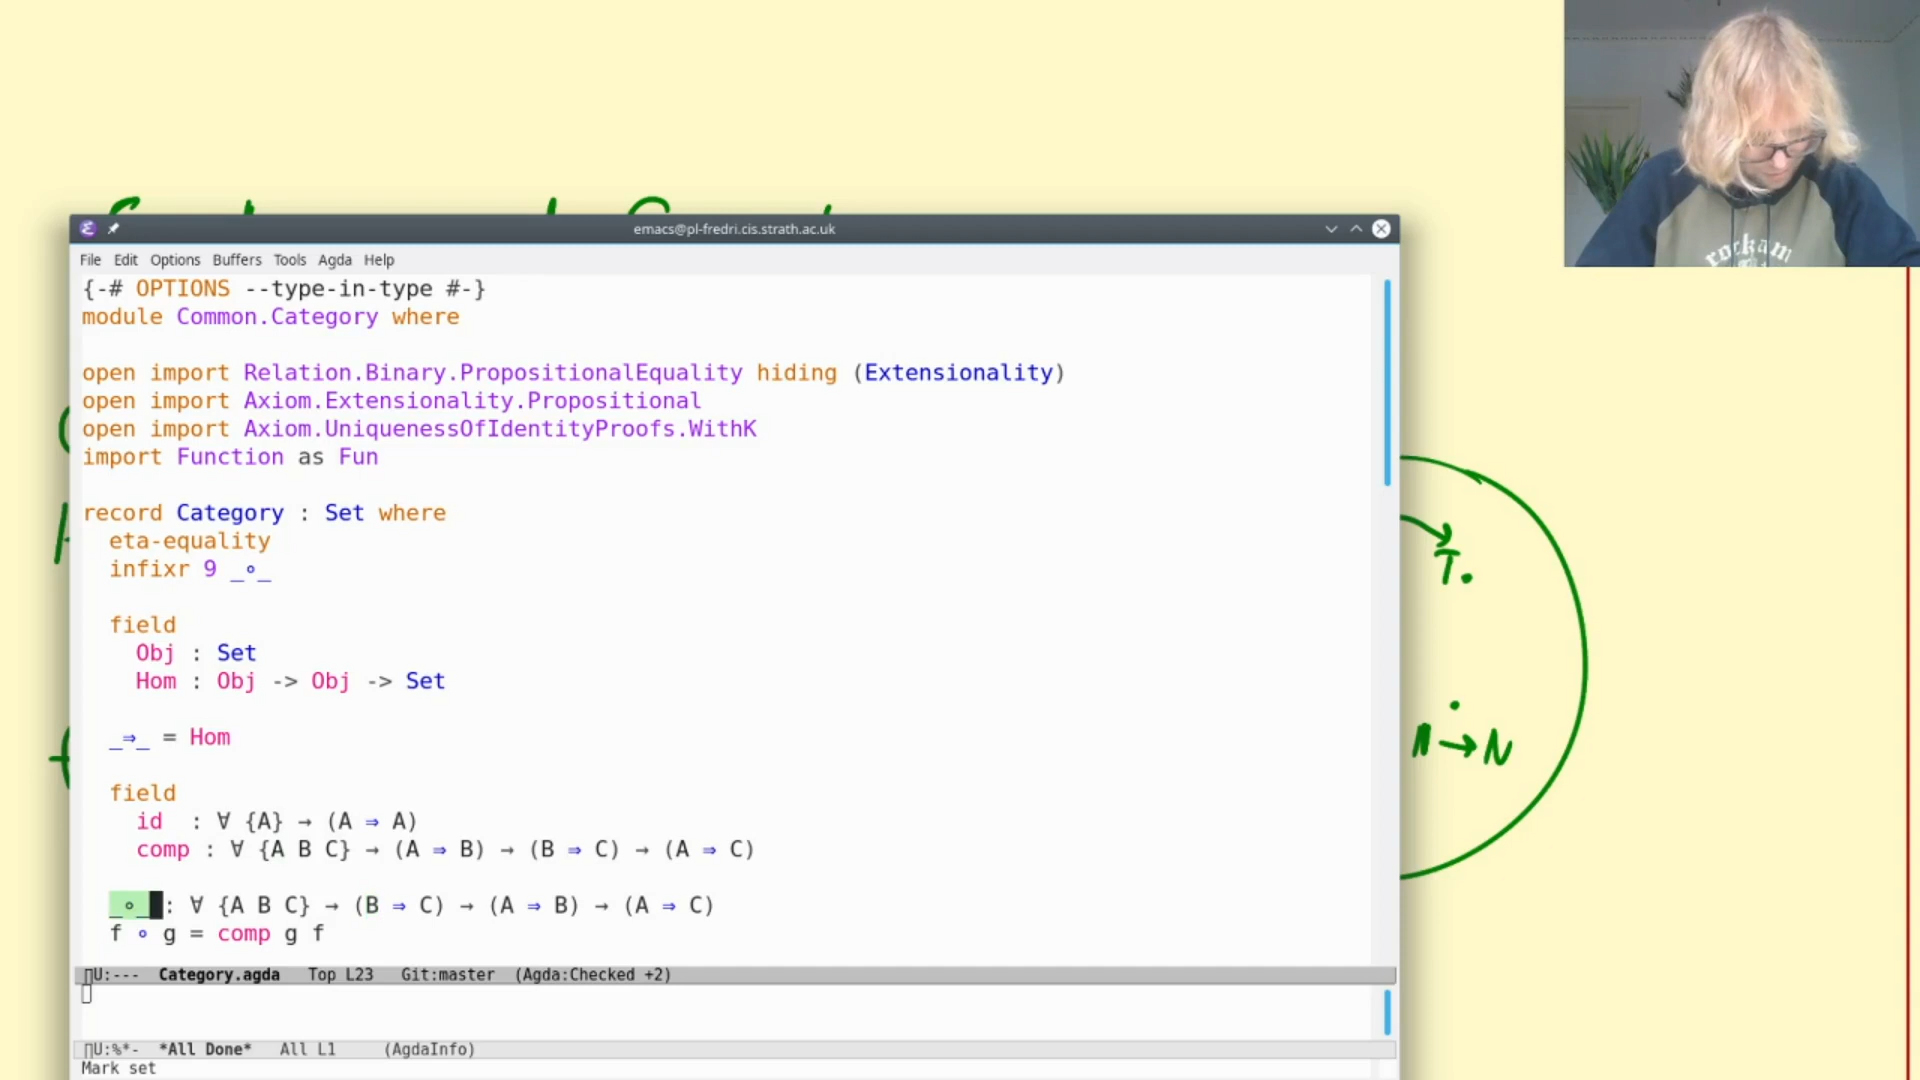 emacs@pl-fredri.cis.strath.ac.uk
File Edit Options Buffers Tools Agda Help
{-# OPTIONS --type-in-type #-}
module Common.Category where
open import Relation.Binary.PropositionalEquality hiding (Extensionality)
open import Axiom.Extensionality.Propositional
open import Axiom.UniquenessOfIdentityProofs.WithK
import Function as Fun
record Category : Set where
eta-equality
infixr 9 _∘_
field
Obj : Set
Hom : Obj -> Obj -> Set
_⇒_ = Hom
field
id : ∀ {A} → (A ⇒ A)
comp : ∀ {A B C} → (A ⇒ B) → (B ⇒ C) → (A ⇒ C)
_∘_ : ∀ {A B C} → (B ⇒ C) → (A ⇒ B) → (A ⇒ C)
f ∘ g = comp g f
U:--- Category.agda Top L23 Git:master (Agda:Checked +2)
U:%*- *All Done* All L1 (AgdaInfo)
Mark set
rockam
T.
→N